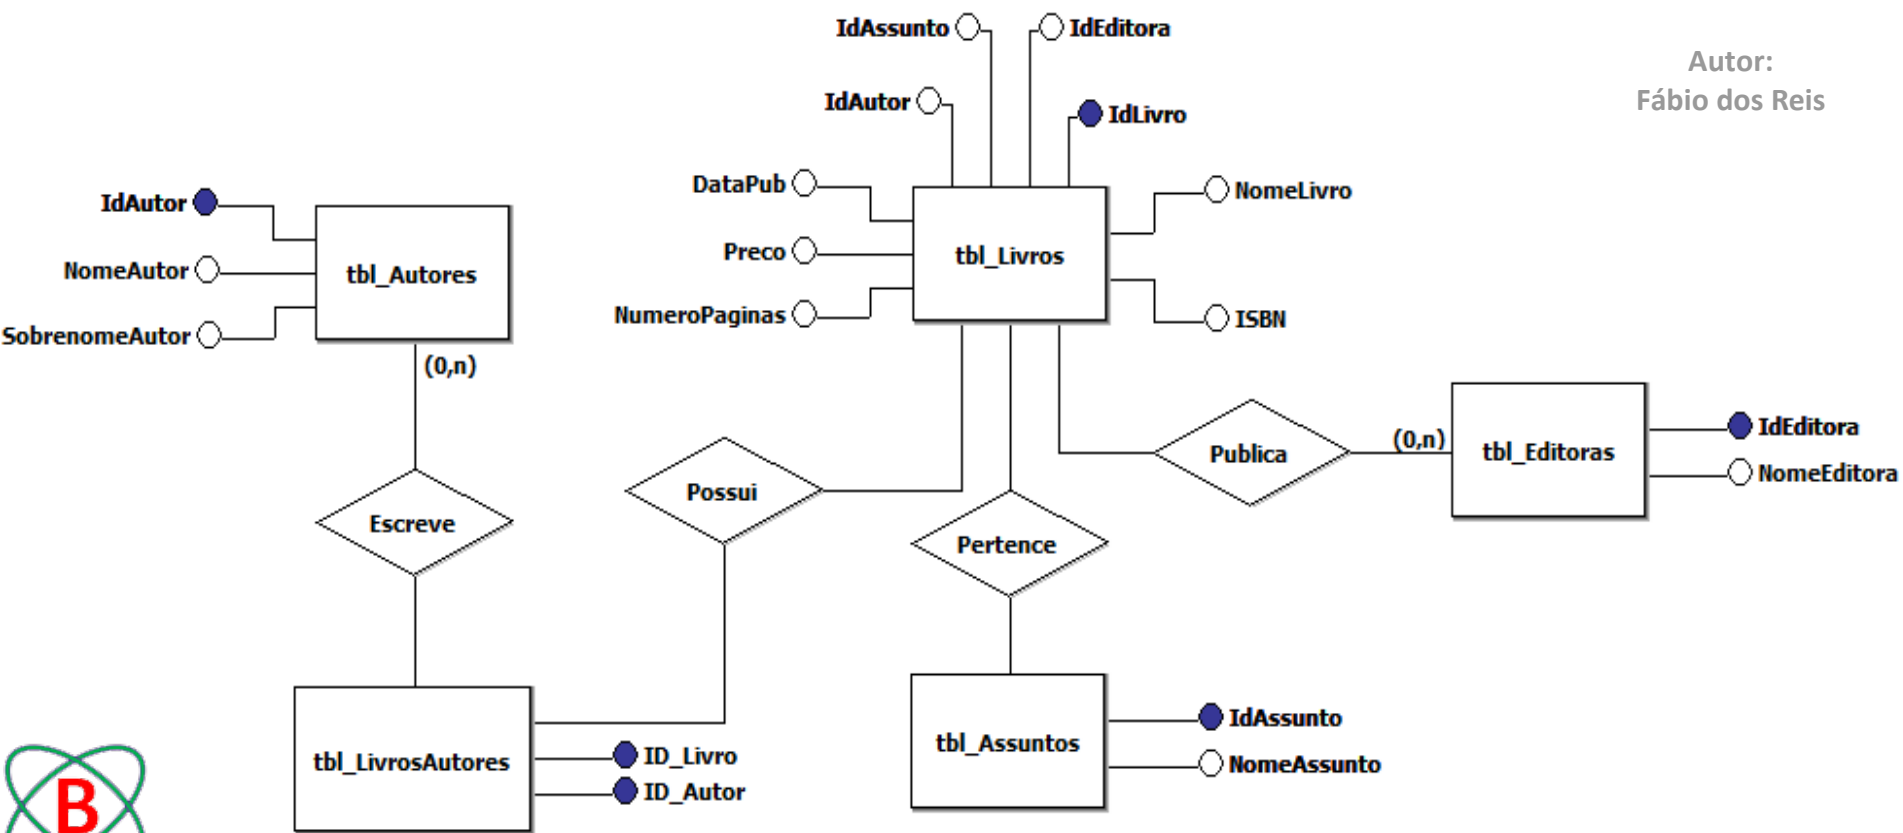 IdAssunto
IdEditora
Autor:
Fábio dos Reis
IdAutor
IdLivro
DataPub
NomeLivro
IdAutor
Preco
tbl_Livros
NomeAutor
tbl_Autores
NumeroPaginas
ISBN
SobrenomeAutor
(0,n)
IdEditora
(0,n)
tbl_Editoras
Publica
NomeEditora
Possui
Escreve
Pertence
IdAssunto
tbl_Assuntos
ID_Livro
tbl_LivrosAutores
NomeAssunto
ID_Autor
B